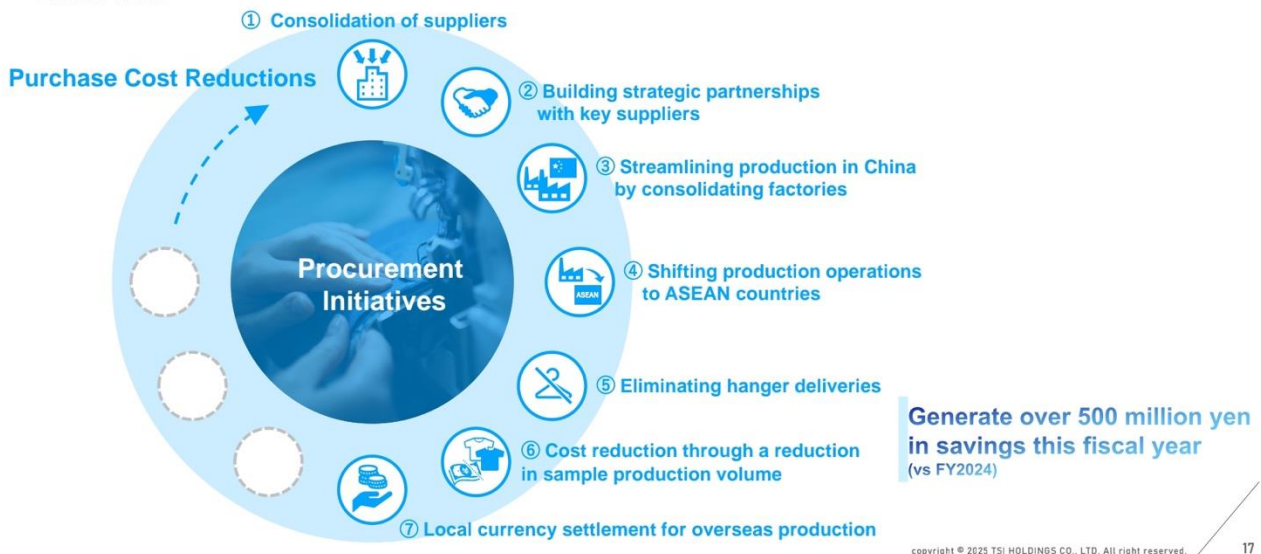 ① Consolidation of suppliers
Purchase Cost Reductions
② Building strategic partnerships
with key suppliers
③ Streamlining production in China
by consolidating factories
Procurement
Initiatives
④ Shifting production operations
to ASEAN countries
ASEAN
⑤ Eliminating hanger deliveries
Generate over 500 million yen
in savings this fiscal year
(vs FY2024)
⑥ Cost reduction through a reduction
in sample production volume
⑦ Local currency settlement for overseas production
copyright © 2025 TSI HOLDINGS CO., LTD. All right reserved.
17